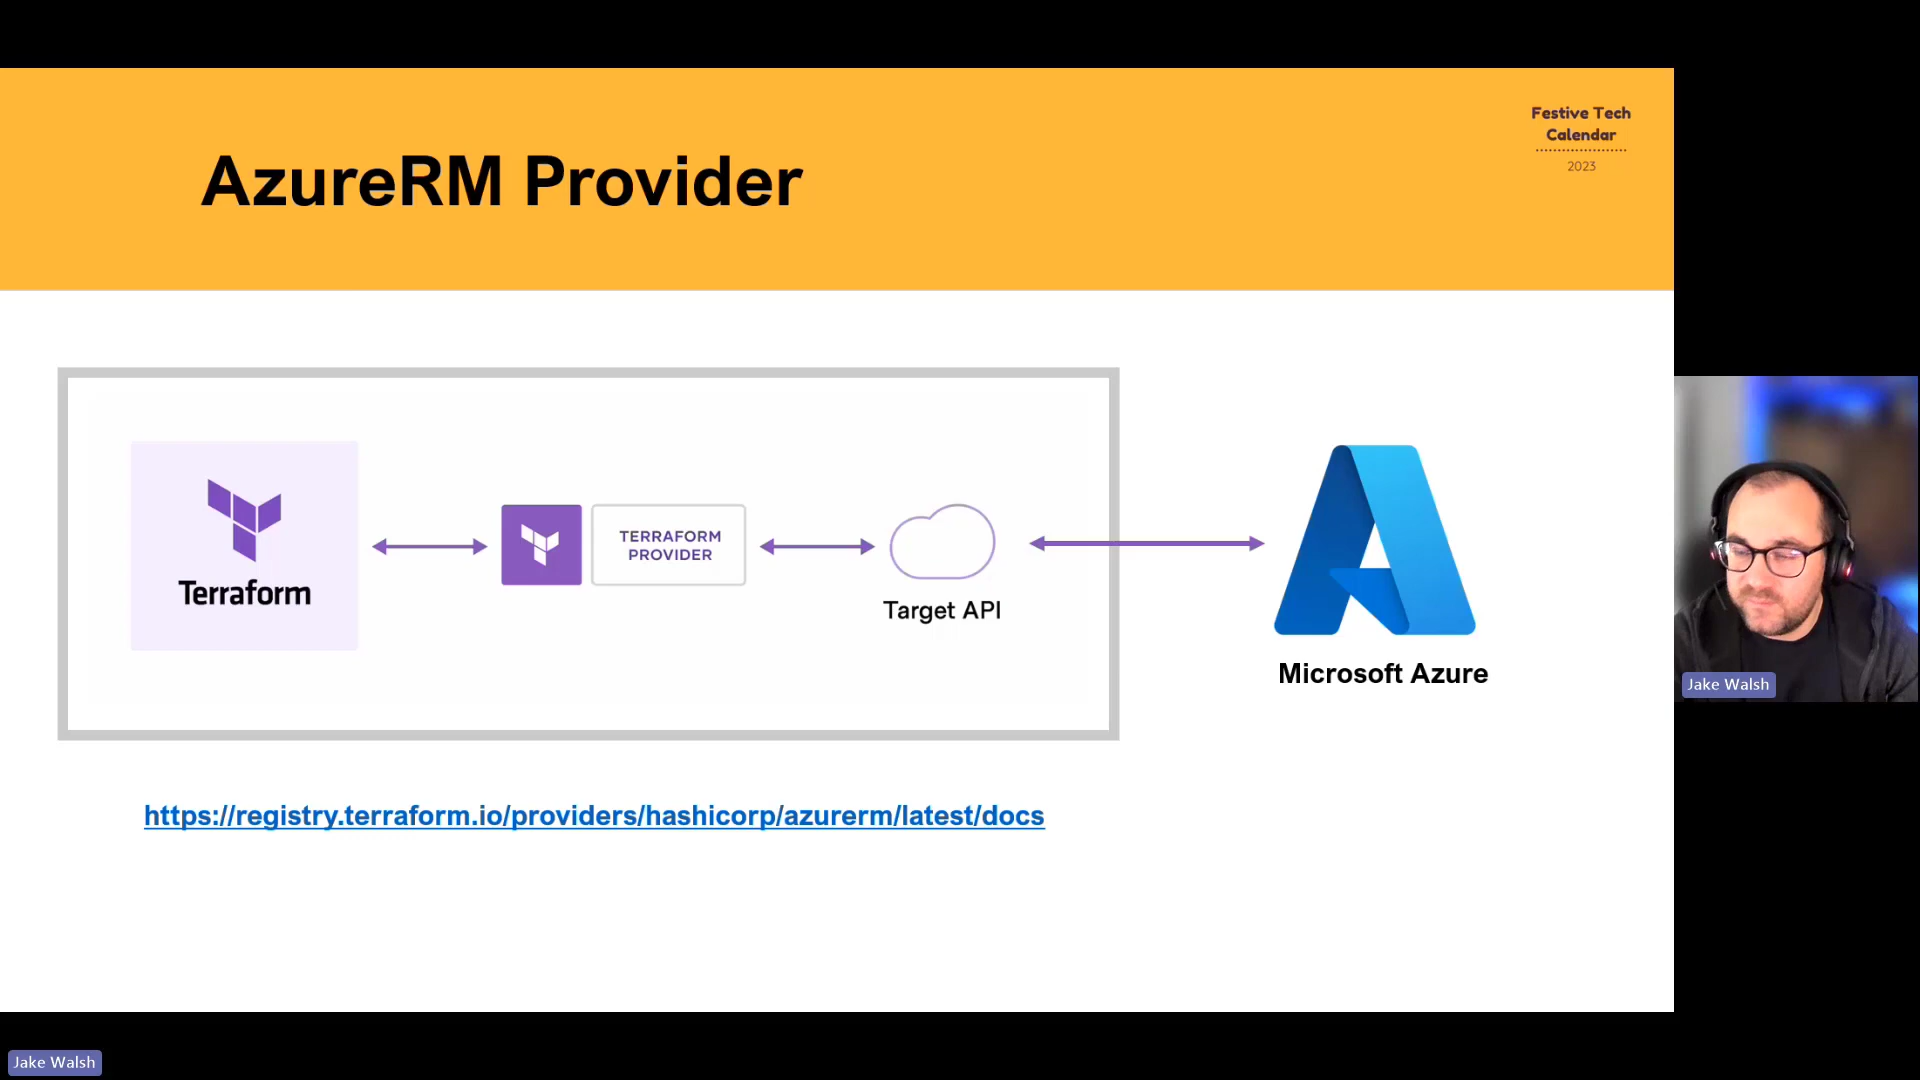 Festive Tech
Calendar
2023
AzureRM Provider
Terraform
TERRAFORM
PROVIDER
Target API
Microsoft Azure
https://registry.terraform.io/providers/hashicorp/azurerm/latest/docs
Jake Walsh
Jake Walsh